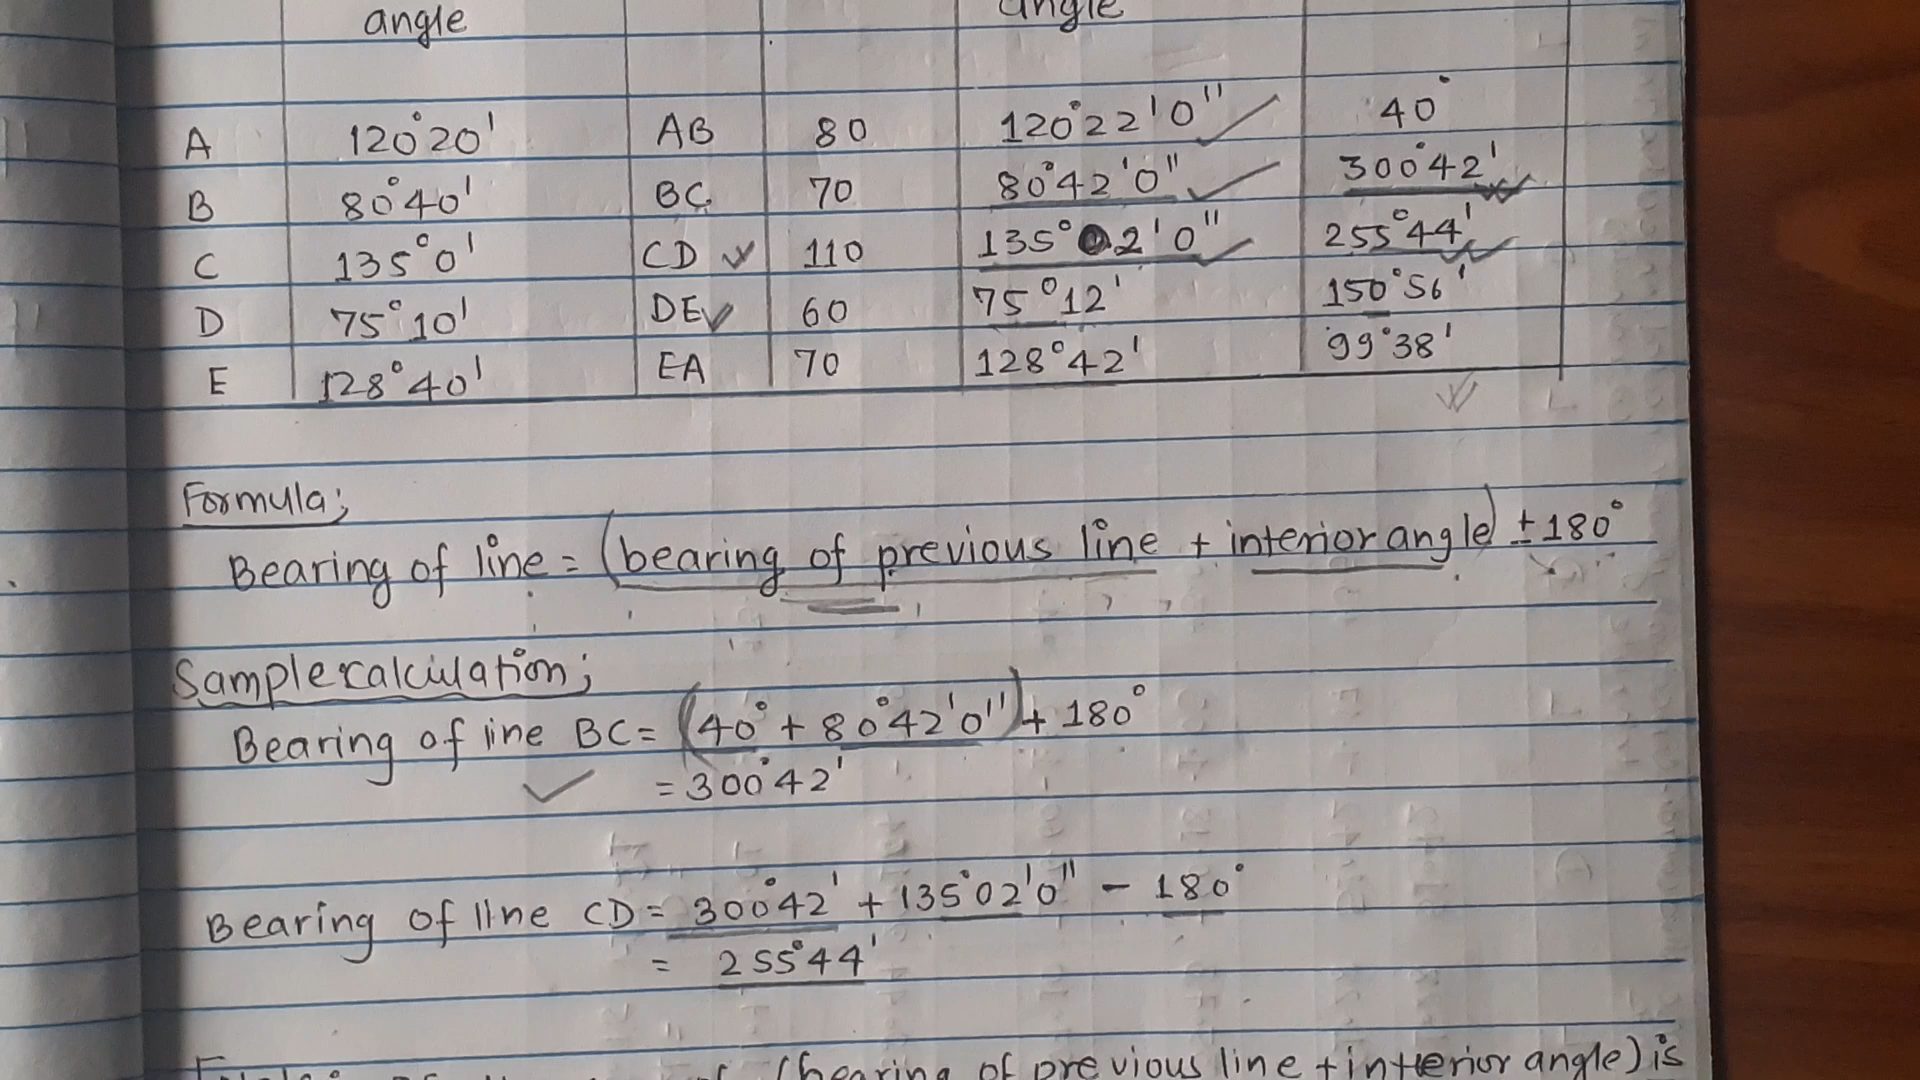 angle angle
A 120°20' AB 80 120°22'0" 40°
B 80°40' BC 70 80°42'0" 300°42'
C 135°0' CD 110 135°02'0" 255°44'
D 75°10' DE 60 75°12' 150°56'
E 128°40' EA 70 128°42' 99°38'
Formula;
Bearing of line = (bearing of previous line + interior angle) ± 180°
Sample calculation;
Bearing of line BC = (40° + 80°42'0") + 180°
= 300°42'
Bearing of line CD = 300°42' + 135°02'0" - 180°
= 255°44'
(bearing of previous line + interior angle) is